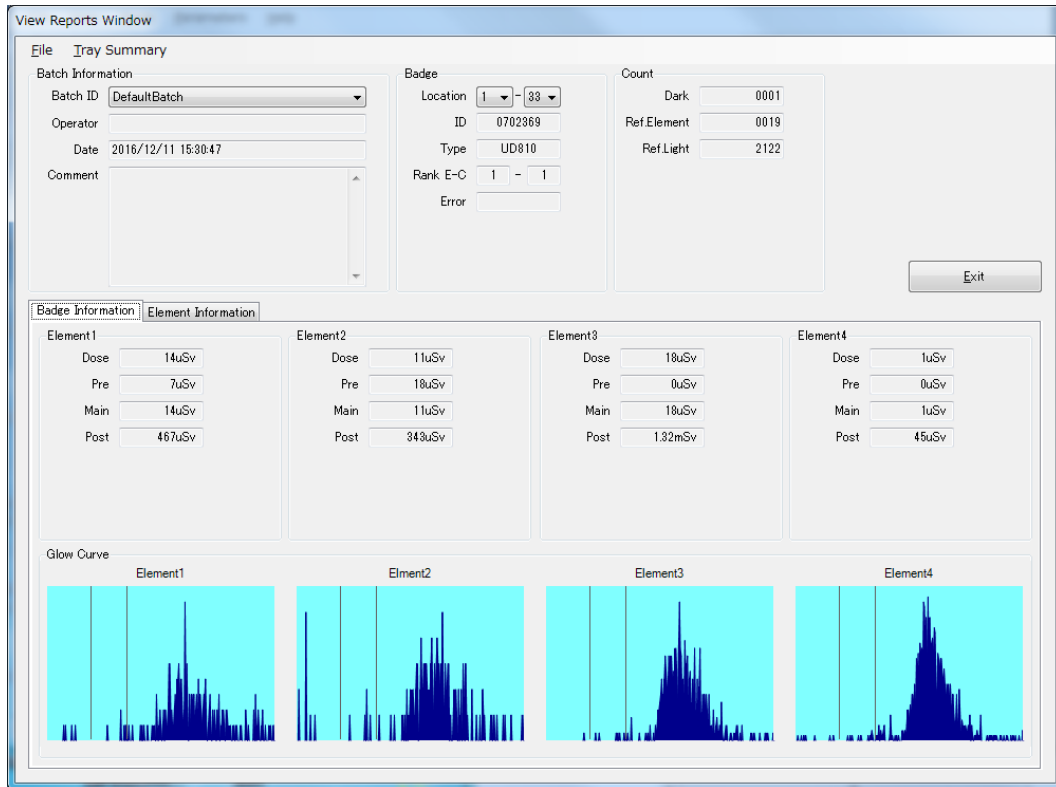 View Reports Window
File Tray Summary
Batch Information
Batch ID DefaultBatch
Operator
Date 2016/12/11 15:30:47
Comment
Badge
Location 1 - 33
ID 0702369
Type UD810
Rank E-C 1 - 1
Error
Count
Dark 0001
Ref.Element 0019
Ref.Light 2122
Exit
Badge Information Element Information
Element1
Dose 14uSv
Pre 7uSv
Main 14uSv
Post 467uSv
Element2
Dose 11uSv
Pre 18uSv
Main 11uSv
Post 343uSv
Element3
Dose 18uSv
Pre 0uSv
Main 18uSv
Post 1.32mSv
Element4
Dose 1uSv
Pre 0uSv
Main 1uSv
Post 45uSv
Glow Curve
Element1 Elment2 Element3 Element4